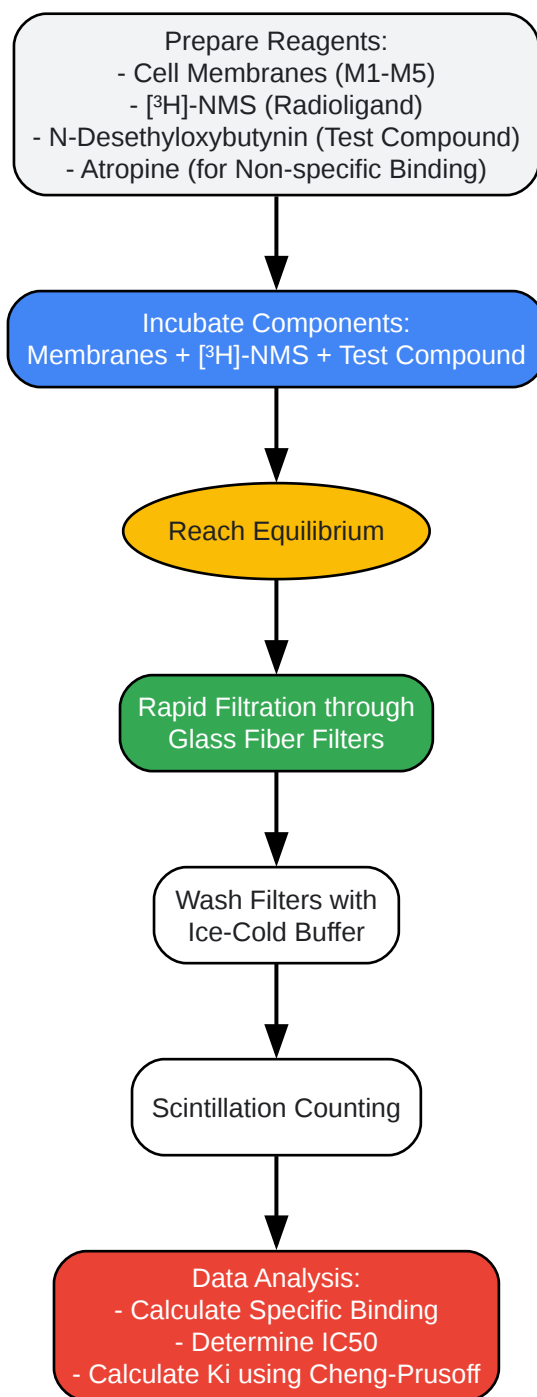 Prepare Reagents:
- Cell Membranes (M1-M5)
- [³H]-NMS (Radioligand)
- N-Desethyloxybutynin (Test Compound)
- Atropine (for Non-specific Binding)
Incubate Components:
Membranes + [³H]-NMS + Test Compound
Reach Equilibrium
Rapid Filtration through
Glass Fiber Filters
Wash Filters with
Ice-Cold Buffer
Scintillation Counting
Data Analysis:
- Calculate Specific Binding
- Determine IC50
- Calculate Ki using Cheng-Prusoff